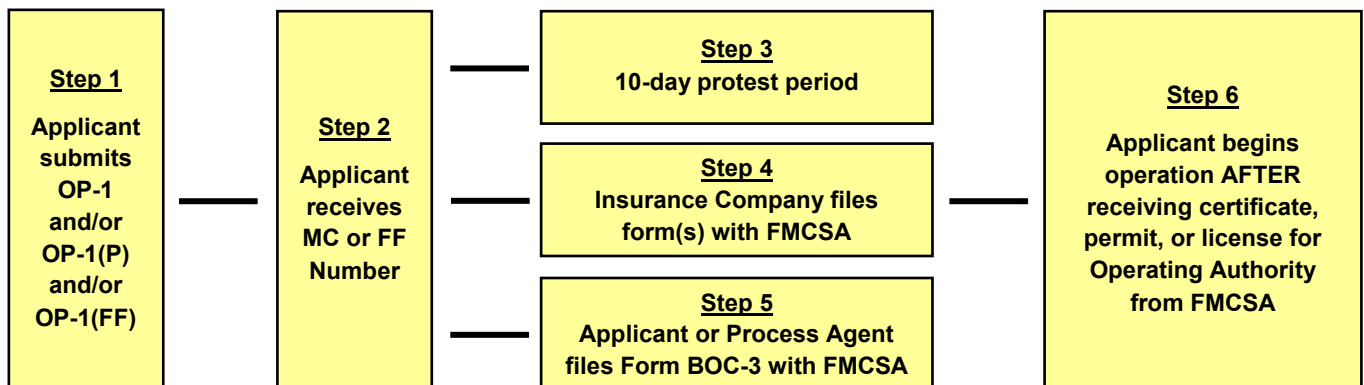 Step 1
Applicant
submits
OP-1
and/or
OP-1(P)
and/or
OP-1(FF)
Step 2
Applicant
receives
MC or FF
Number
Step 3
10-day protest period
Step 4
Insurance Company files
form(s) with FMCSA
Step 5
Applicant or Process Agent
files Form BOC-3 with FMCSA
Step 6
Applicant begins
operation AFTER
receiving certificate,
permit, or license for
Operating Authority
from FMCSA